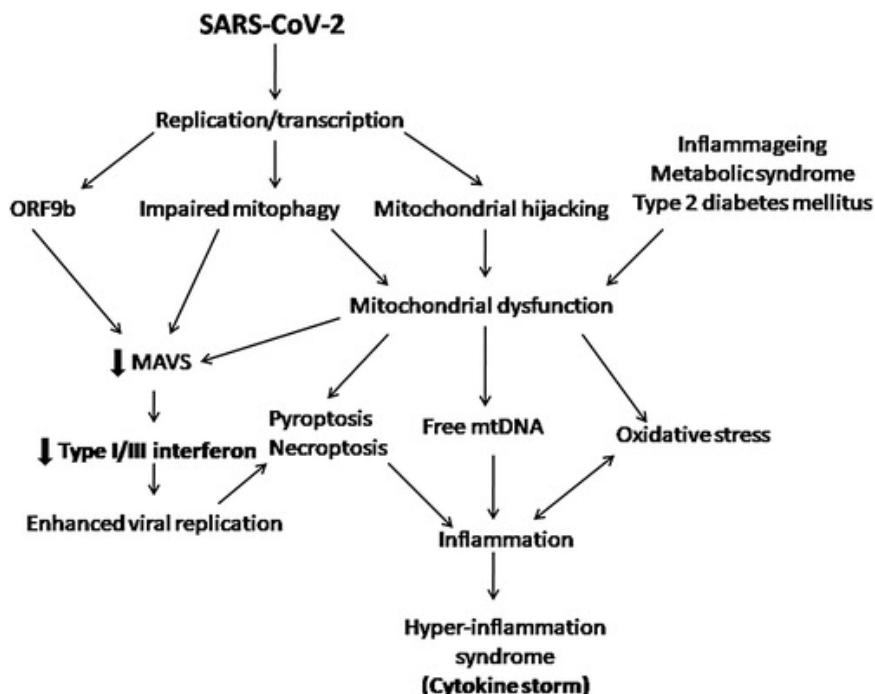 SARS-CoV-2
Replication/transcription
Inflammageing
Metabolic syndrome
Type 2 diabetes mellitus
ORF9b
Impaired mitophagy
Mitochondrial hijacking
Mitochondrial dysfunction
MAVS
Type I/III interferon
Pyroptosis
Necroptosis
Free mtDNA
Oxidative stress
Enhanced viral replication
Inflammation
Hyper-inflammation
syndrome
(Cytokine storm)